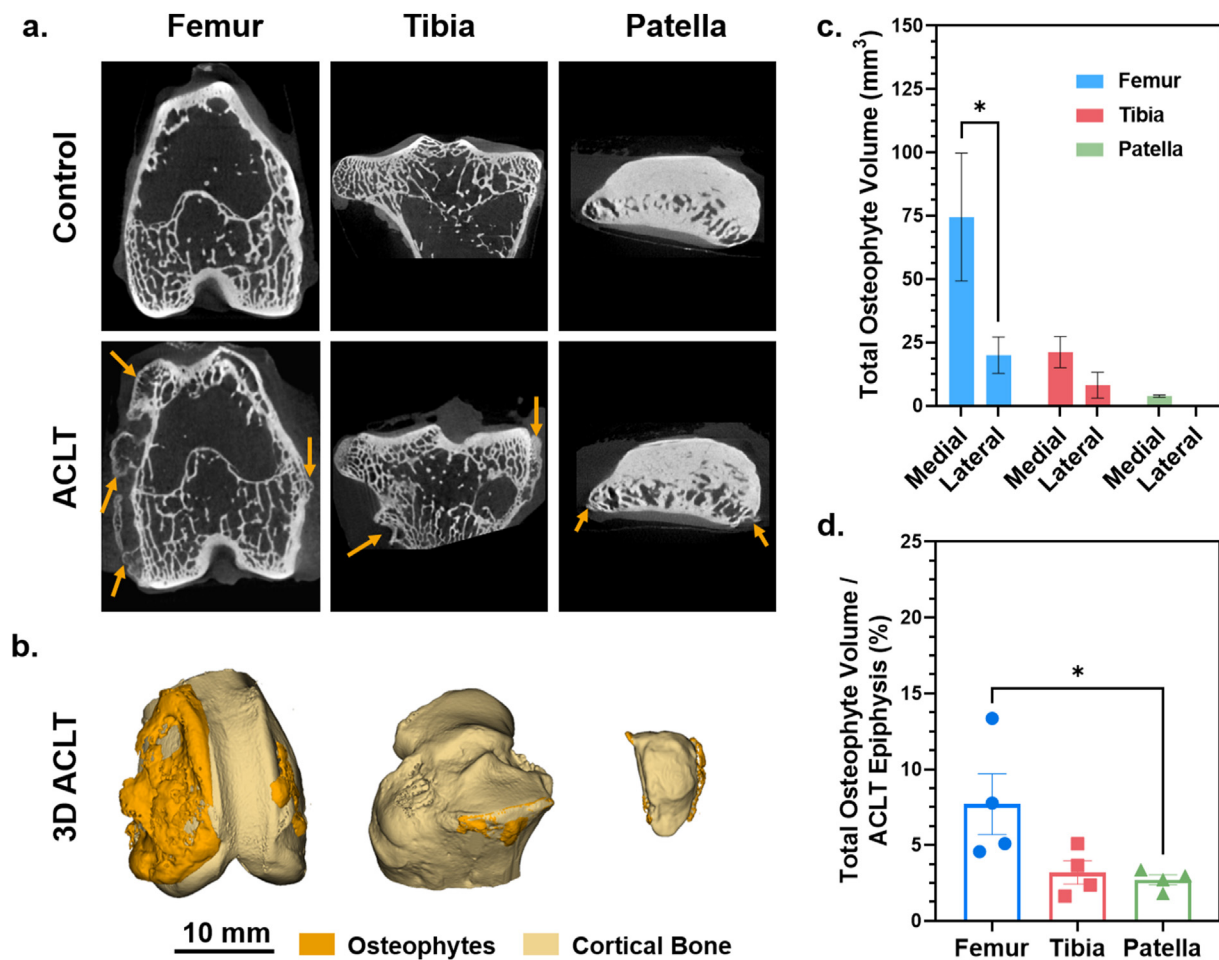 a.
Femur
Tibia
Patella
Control
ACLT
b.
3D ACLT
10 mm
Osteophytes
Cortical Bone
c.
Total Osteophyte Volume (mm³)
150
125
100
75
50
25
0
Femur
Tibia
Patella
*
Medial
Lateral
Medial
Lateral
Medial
Lateral
d.
Total Osteophyte Volume /
ACLT Epiphysis (%)
25
20
15
10
5
0
*
Femur
Tibia
Patella